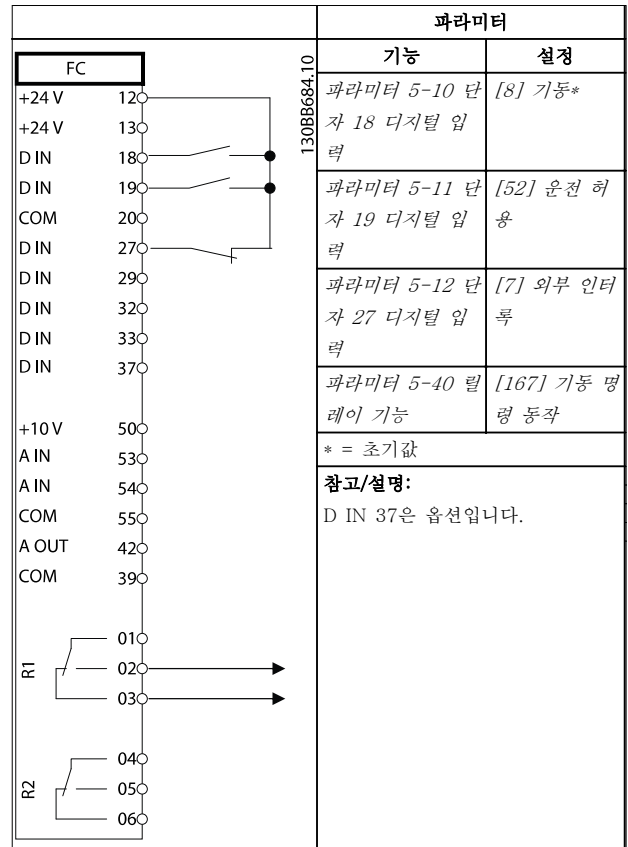 파라미터
기능 설정
FC
130BB684.10
+24 V 12
+24 V 13
D IN 18
D IN 19
COM 20
D IN 27
D IN 29
D IN 32
D IN 33
D IN 37
+10 V 50
A IN 53
A IN 54
COM 55
A OUT 42
COM 39
R1
01
02
03
R2
04
05
06
파라미터 5-10 단
자 18 디지털 입
력
[8] 기동*
파라미터 5-11 단
자 19 디지털 입
력
[52] 운전 허
용
파라미터 5-12 단
자 27 디지털 입
력
[7] 외부 인터
록
파라미터 5-40 릴
레이 기능
[167] 기동 명
령 동작
* = 초기값
참고/설명:
D IN 37은 옵션입니다.